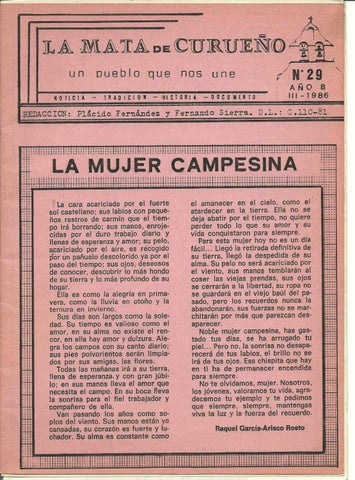 LA MATA DE CURUEÑO
un pueblo que nos une
Nº 29
AÑO 8
III - 1986
NOTICIA - TRADICION - HISTORIA - DOCUMENTO
REDACCION: Plácido Fernández y Fernando Sierra. D.L.: C.110-81
LA MUJER CAMPESINA
La cara acariciada por el fuerte
sol castellano; sus labios con peque-
ños rastros de carmín que el tiempo
irá borrando; sus manos, enrojeci-
das por el duro trabajo diario y
llenas de esperanza y amor; su pelo,
acariciado por el aire, es recogido
por un pañuelo descolorido ya por el
paso del tiempo; sus ojos, deseosos
de conocer, descubrir lo más hondo
de su tierra y lo más profundo de su
hogar.
Ella es como la alegría en prima-
vera, como la lluvia en otoño y la
ternura en invierno.
Sus días son largos como la sole-
dad. Su tiempo es valioso como el
amor, en su alma no existe el ren-
cor, en ella hay amor y dulzura. Ale-
gra los campos con su canto diario;
sus pies polvorientos serán limpia-
dos por sus amigas, las flores.
Todas las mañanas irá a su tierra,
llena de esperanza y con gran júbi-
lo; en sus manos lleva el amor que
necesita el campo. En su boca lleva
la sonrisa para el fiel trabajador y
compañero de ella.
Van pasando los años como so-
plos del viento. Sus manos están ya
cansadas, su corazón es fuerte y lu-
chador. Su alma es constante como
el amanecer en el cielo, como el
atardecer en la tierra. Ella no se
deja abatir por el tiempo, no quiere
perder todo lo que su amor y su
vida conquistaron para siempre.
Para esta mujer hoy no es un día
fácil... Llegó la retirada definitiva de
su tierra, llegó la despedida de su
alma. Su pelo no será acariciado por
el viento, sus manos temblarán al
coser las viejas prendas, sus ojos
se cerrarán a la libertad, su ropa no
se guardará en el viejo baúl del pa-
sado, pero los recuerdos nunca la
abandonarán, sus fuerzas no se mar-
chitarán por más que parezcan des-
aparecer.
Noble mujer campesina, has gas-
tado tus días, se ha arrugado tu
piel... Pero no, la sonrisa no desapa-
recerá de tus labios, el brillo no se
irá de tus ojos. Esa chispita que hay
en ti ha de permanecer encendida
para siempre.
No te olvidamos, mujer. Nosotros,
los jóvenes, valoramos tu vida, agra-
decemos tu ejemplo y te pedimos
que siempre, siempre, mantengas
viva la luz y la fuerza del recuerdo.
Raquel García-Arisco Rosto